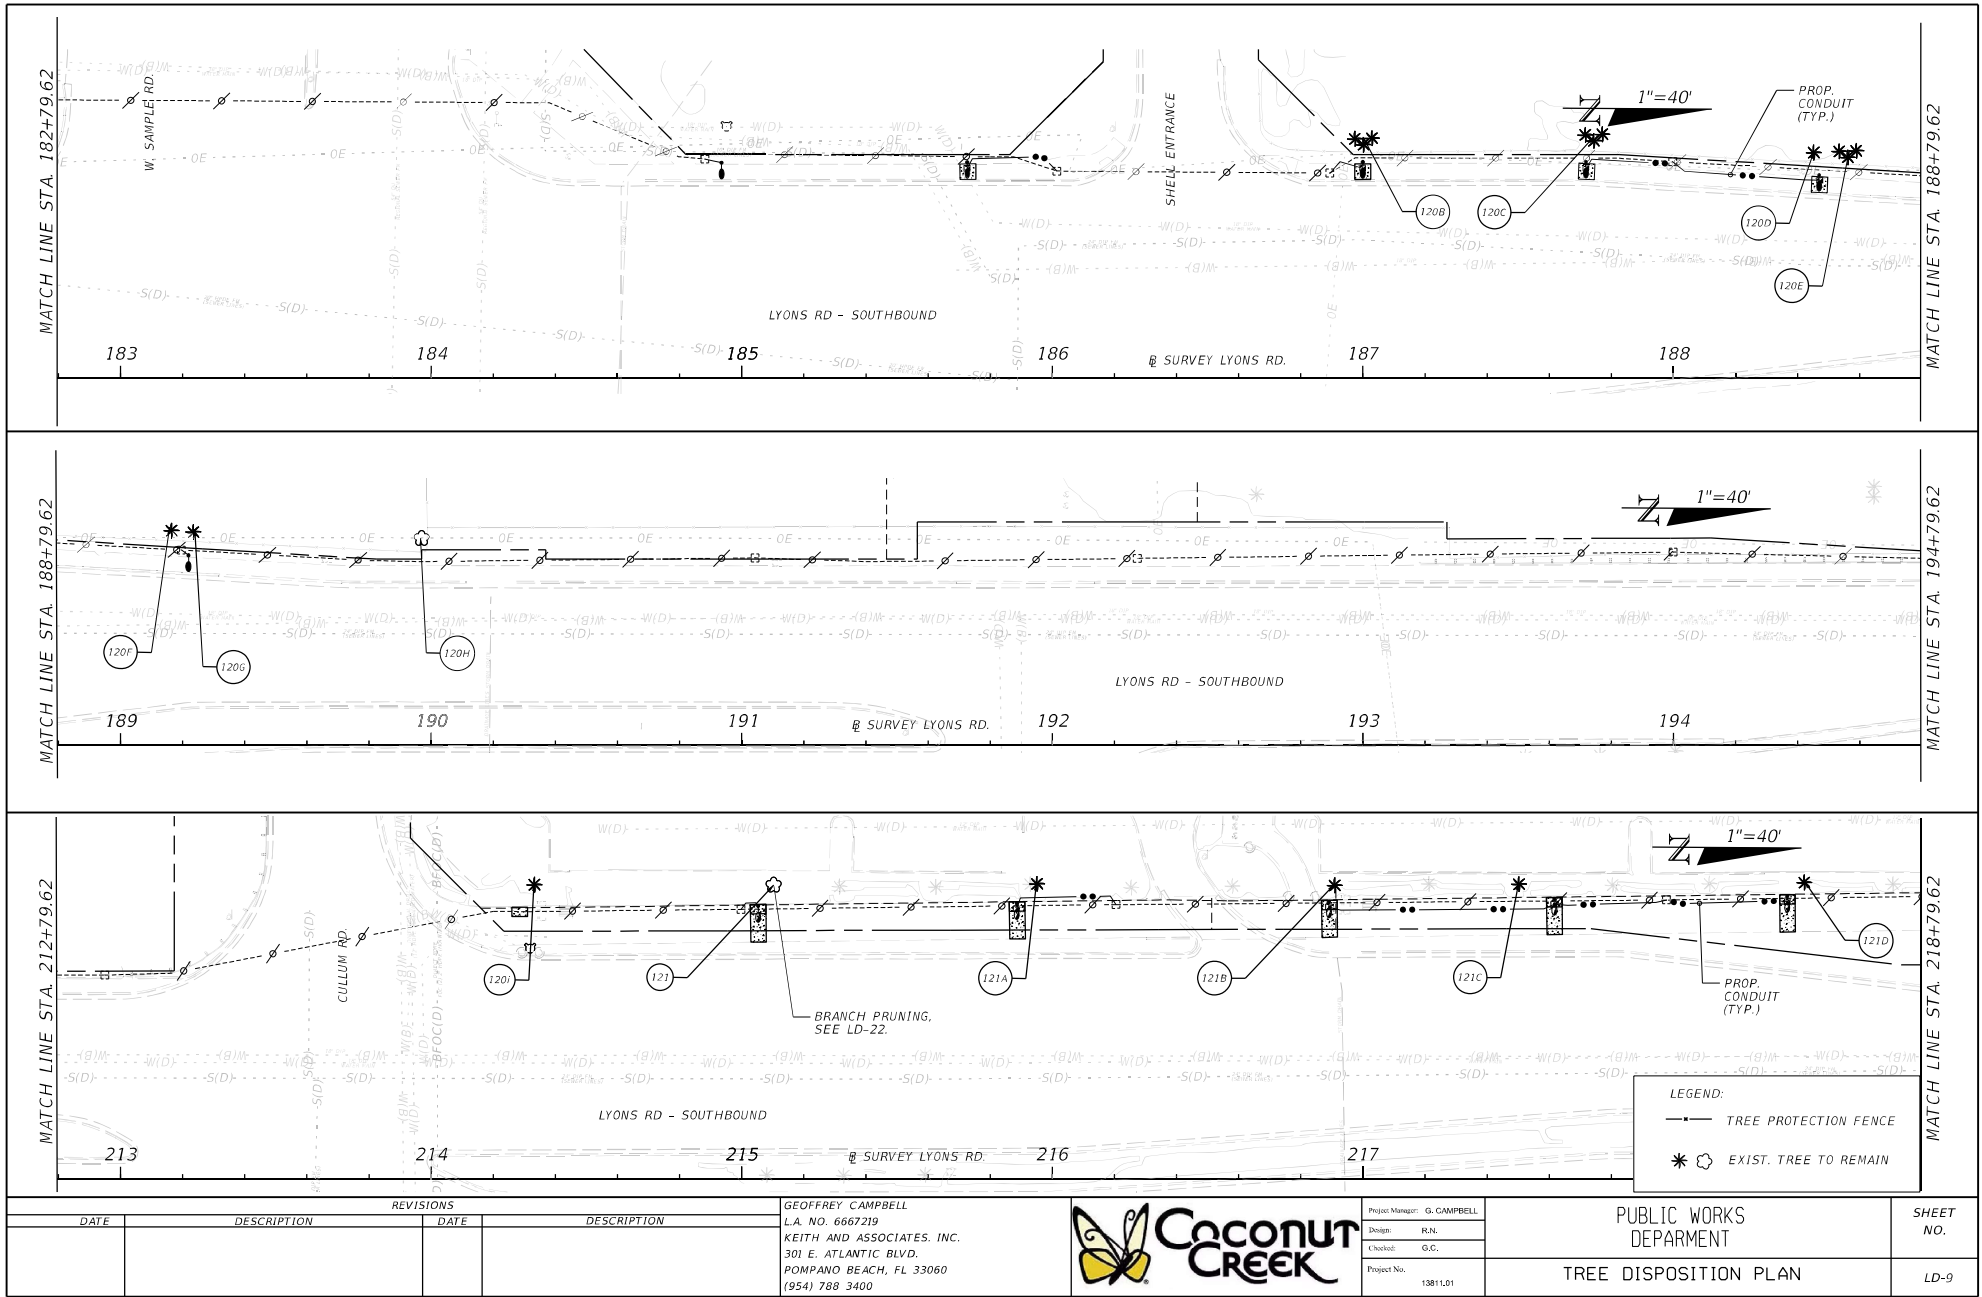 MATCH LINE STA. 182+79.62
W. SAMPLE RD.
SHELL ENTRANCE
1"=40'
PROP.
CONDUIT
(TYP.)
120B
120C
120D
120E
LYONS RD - SOUTHBOUND
183
184
185
186
187
188
BL SURVEY LYONS RD.
MATCH LINE STA. 188+79.62
MATCH LINE STA. 188+79.62
1"=40'
120F
120G
120H
LYONS RD - SOUTHBOUND
189
190
191
192
193
194
BL SURVEY LYONS RD.
MATCH LINE STA. 194+79.62
MATCH LINE STA. 212+79.62
CULLUM RD.
1"=40'
120i
121
121A
121B
121C
121D
BRANCH PRUNING,
SEE LD-22.
PROP.
CONDUIT
(TYP.)
LYONS RD - SOUTHBOUND
213
214
215
216
217
BL SURVEY LYONS RD.
MATCH LINE STA. 218+79.62
LEGEND:
TREE PROTECTION FENCE
EXIST. TREE TO REMAIN
REVISIONS
DATE DESCRIPTION DATE DESCRIPTION
GEOFFREY CAMPBELL
L.A. NO. 6667219
KEITH AND ASSOCIATES. INC.
301 E. ATLANTIC BLVD.
POMPANO BEACH, FL 33060
(954) 788 3400
Coconut
Creek
Project Manager: G. CAMPBELL
Design: R.N.
Checked: G.C.
Project No.
13811.01
PUBLIC WORKS
DEPARMENT
TREE DISPOSITION PLAN
SHEET
NO.
LD-9